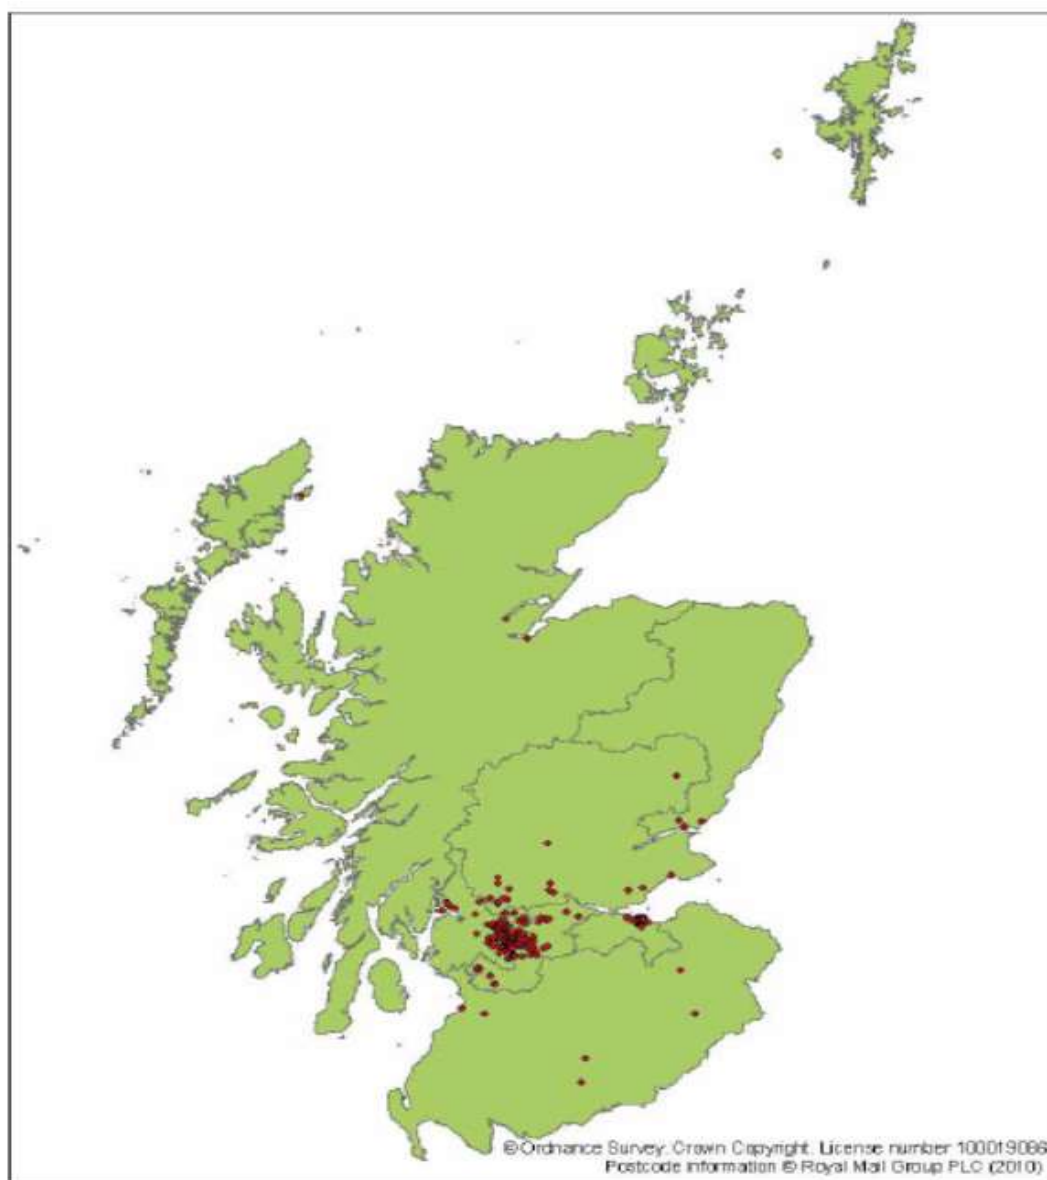 © Ordnance Survey. Crown Copyright. License number 100019086
Postcode information © Royal Mail Group PLC (2010)